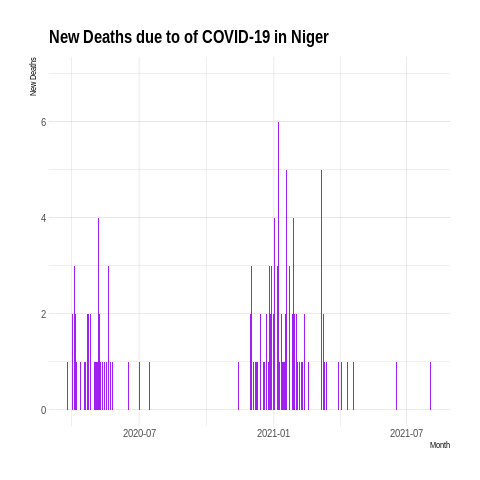 New Deaths due to of COVID-19 in Niger
New Deaths
6
4
2
0
2020-07
2021-01
2021-07
Month